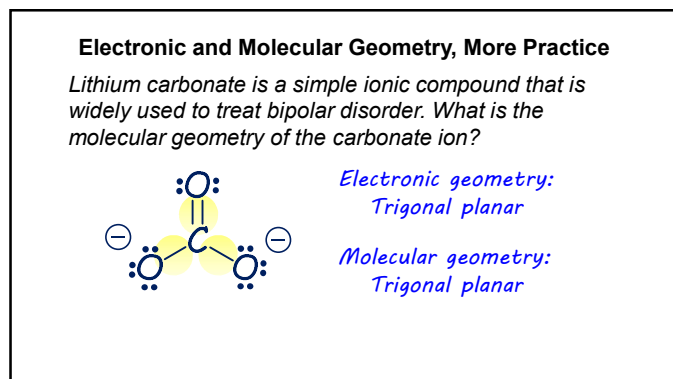 Electronic and Molecular Geometry, More Practice
Lithium carbonate is a simple ionic compound that is
widely used to treat bipolar disorder. What is the
molecular geometry of the carbonate ion?
Electronic geometry:
Trigonal planar
Molecular geometry:
Trigonal planar
O
C
O
O